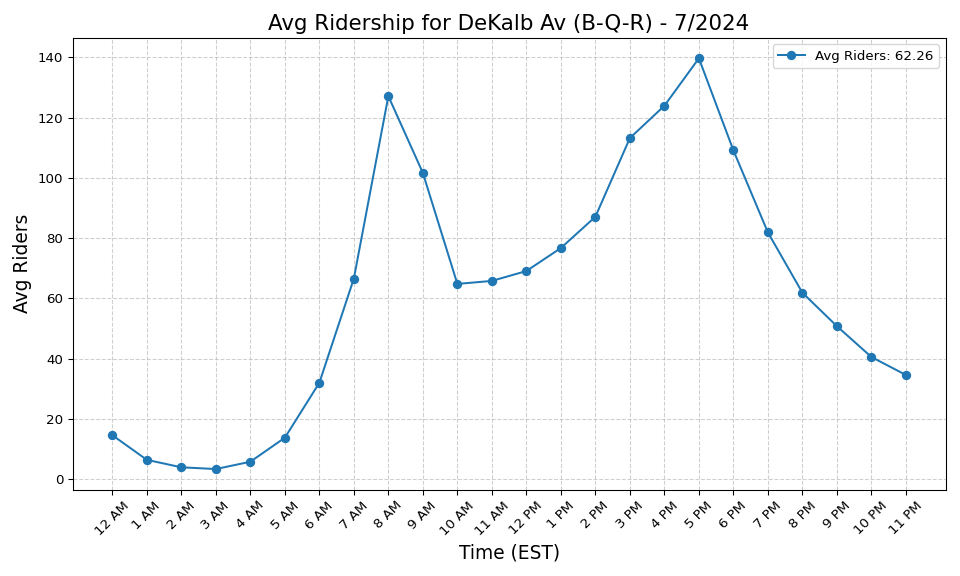 Avg Ridership for DeKalb Av (B-Q-R) - 7/2024
Avg Riders: 62.26
Avg Riders
140
120
100
80
60
40
20
0
12 AM
1 AM
2 AM
3 AM
4 AM
5 AM
6 AM
7 AM
8 AM
9 AM
10 AM
11 AM
12 PM
1 PM
2 PM
3 PM
4 PM
5 PM
6 PM
7 PM
8 PM
9 PM
10 PM
11 PM
Time (EST)